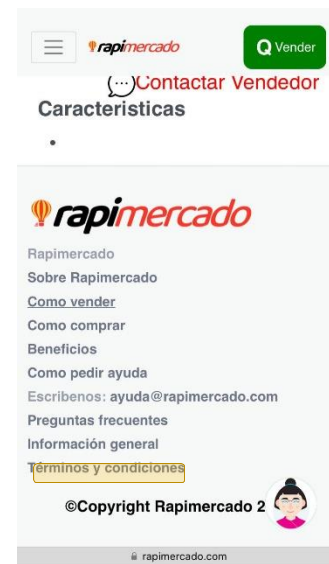 rapimercado
Q Vender
Contactar Vendedor
Caracteristicas
rapimercado
Rapimercado
Sobre Rapimercado
Como vender
Como comprar
Beneficios
Como pedir ayuda
Escribenos: ayuda@rapimercado.com
Preguntas frecuentes
Información general
Términos y condiciones
©Copyright Rapimercado 2
rapimercado.com